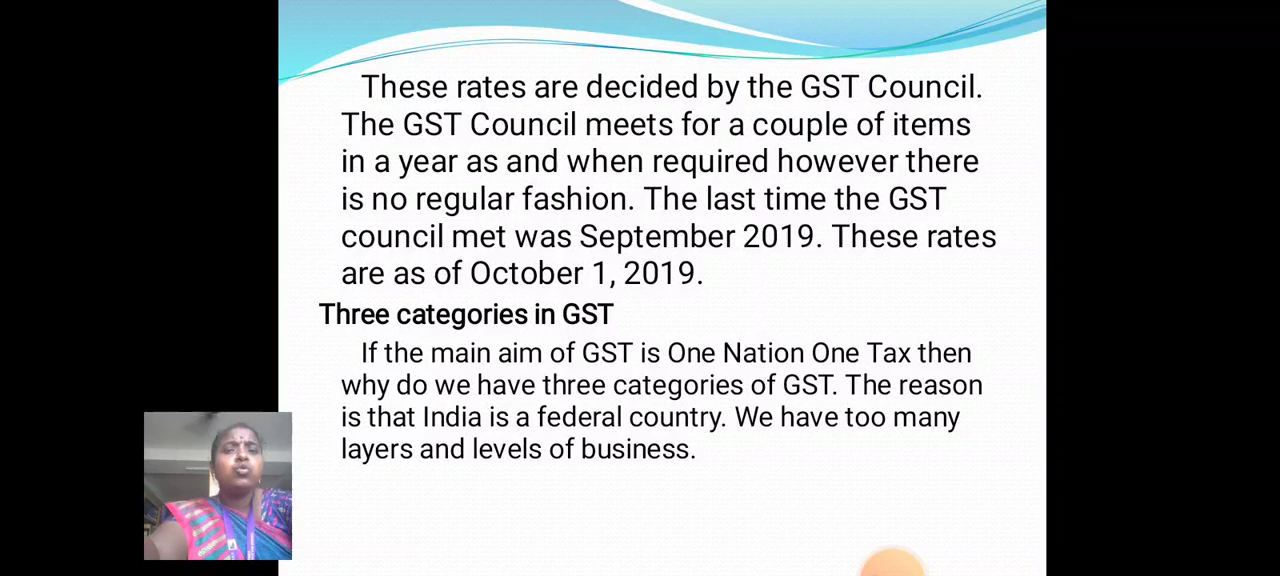 These rates are decided by the GST Council.
The GST Council meets for a couple of items
in a year as and when required however there
is no regular fashion. The last time the GST
council met was September 2019. These rates
are as of October 1, 2019.
Three categories in GST
If the main aim of GST is One Nation One Tax then
why do we have three categories of GST. The reason
is that India is a federal country. We have too many
layers and levels of business.